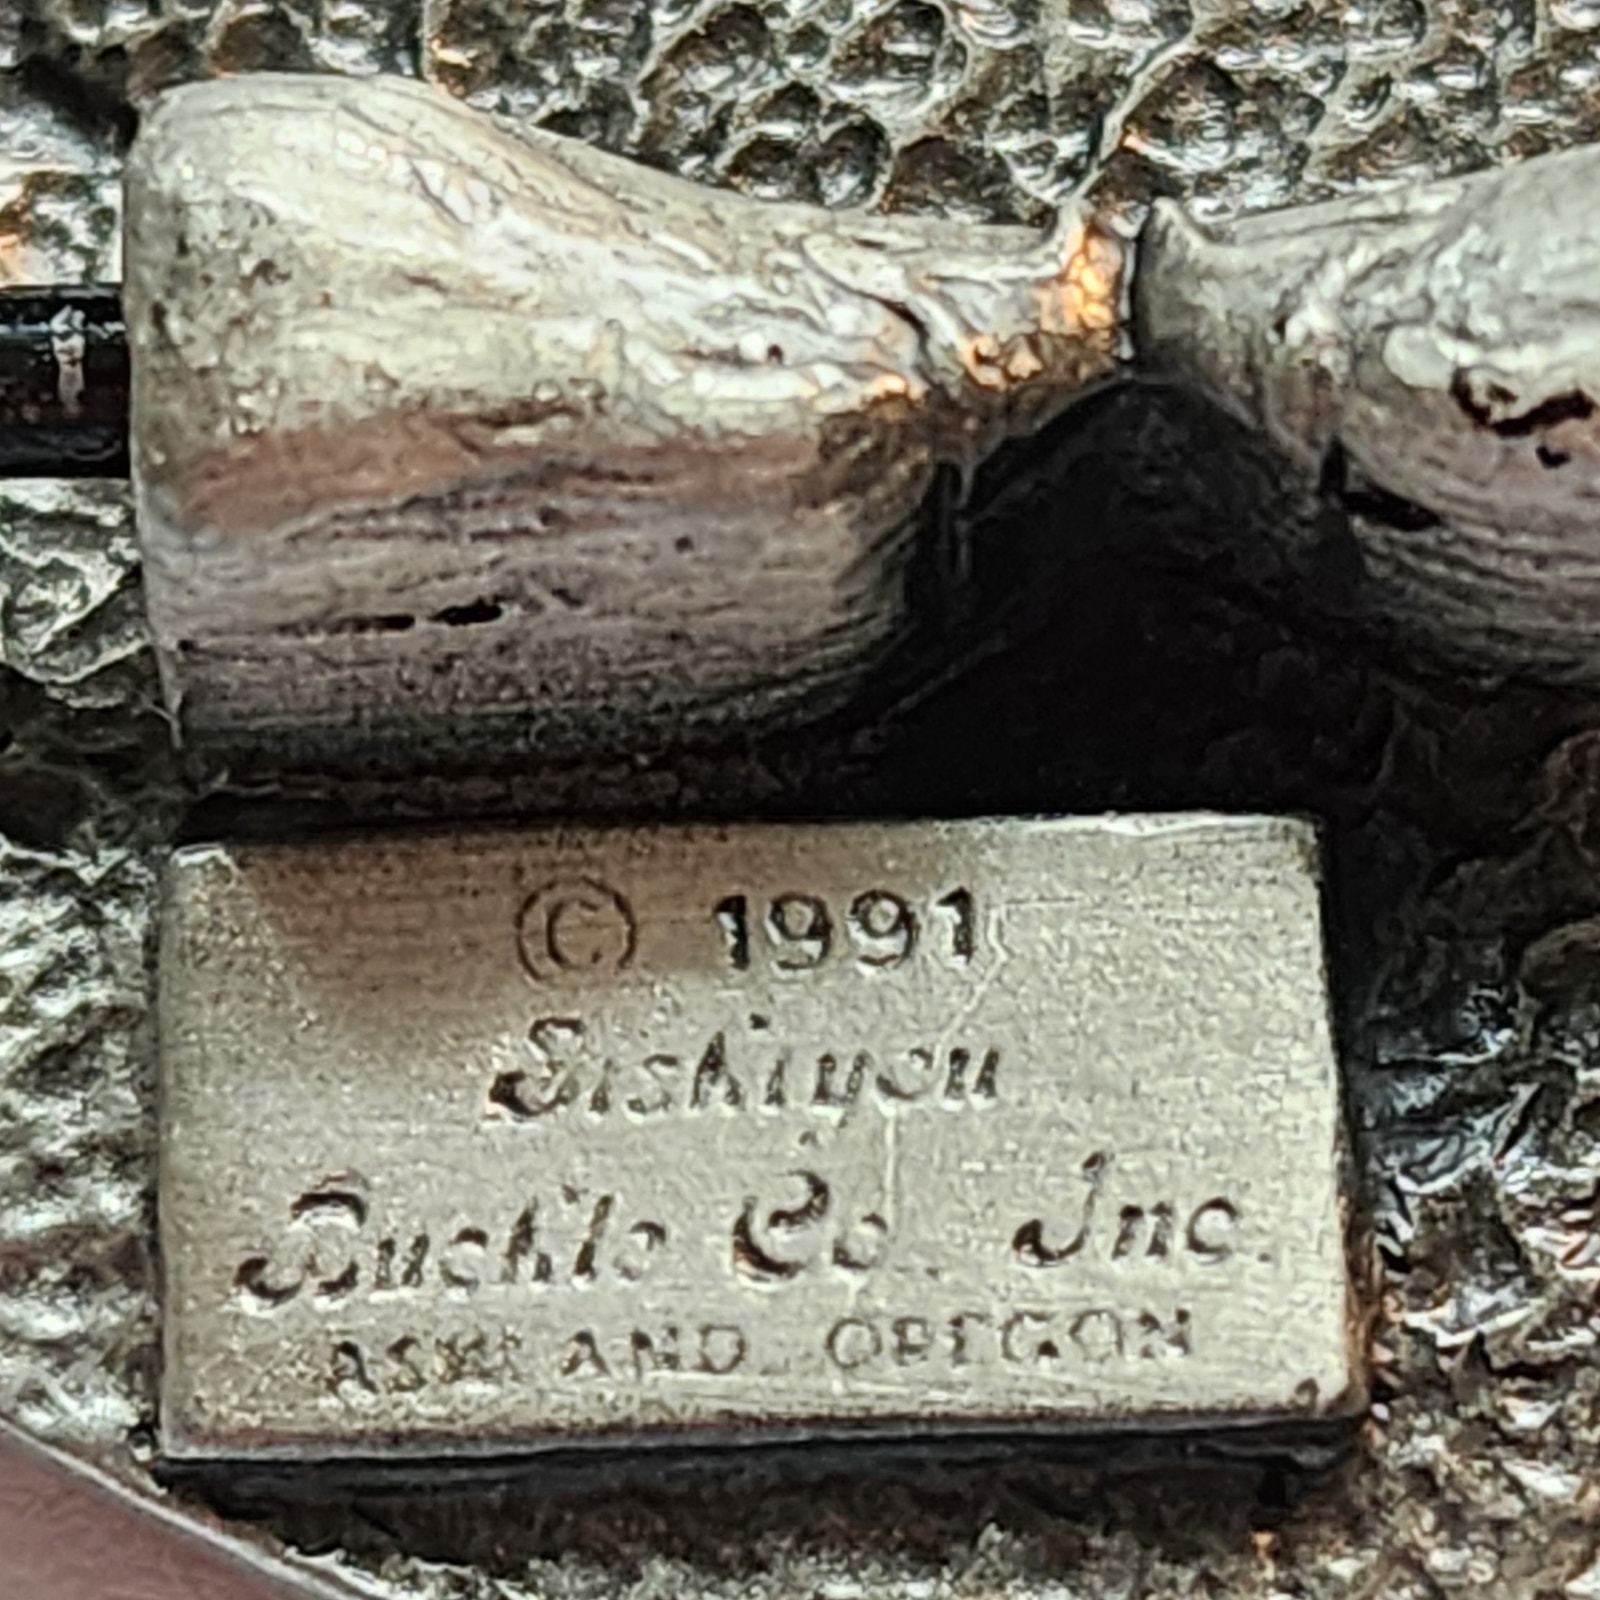 © 1991
Siskiyou
Buckle Co. Inc.
ASHLAND OREGON